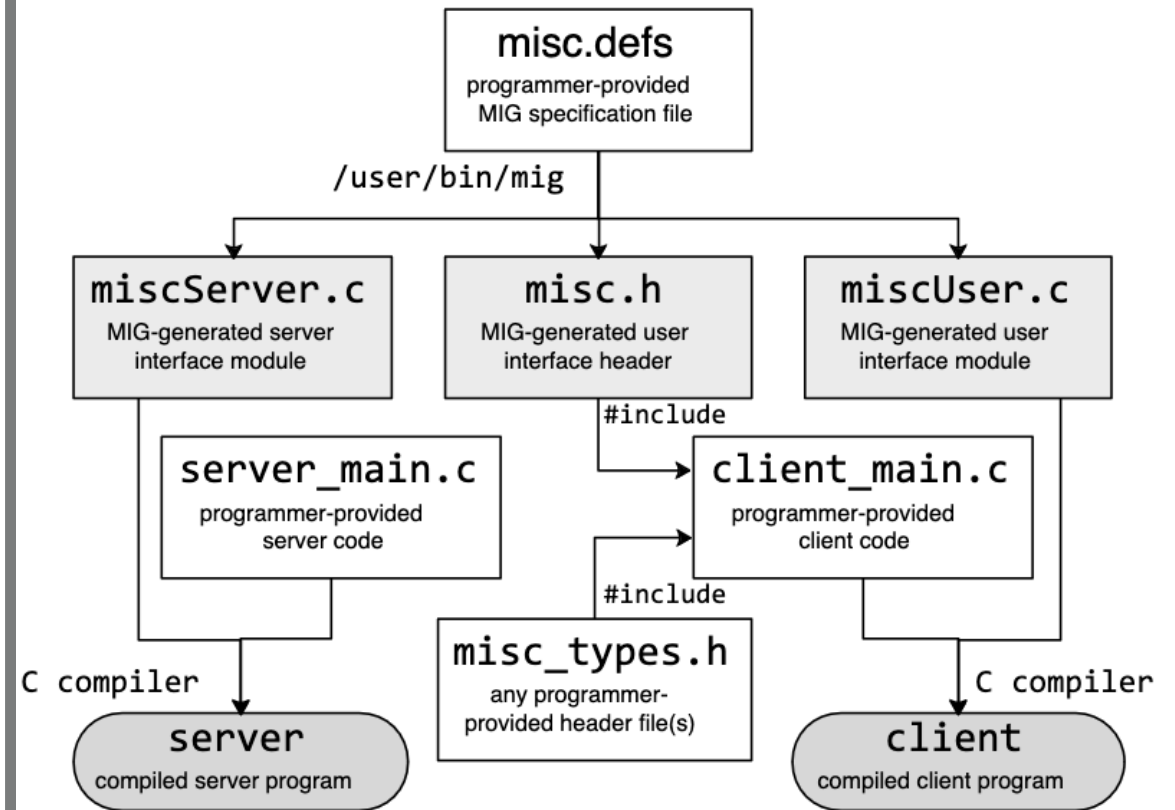 misc.defs
programmer-provided
MIG specification file
/user/bin/mig
miscServer.c
MIG-generated server
interface module
misc.h
MIG-generated user
interface header
miscUser.c
MIG-generated user
interface module
#include
server_main.c
programmer-provided
server code
client_main.c
programmer-provided
client code
#include
misc_types.h
any programmer-
provided header file(s)
C compiler
C compiler
server
compiled server program
client
compiled client program